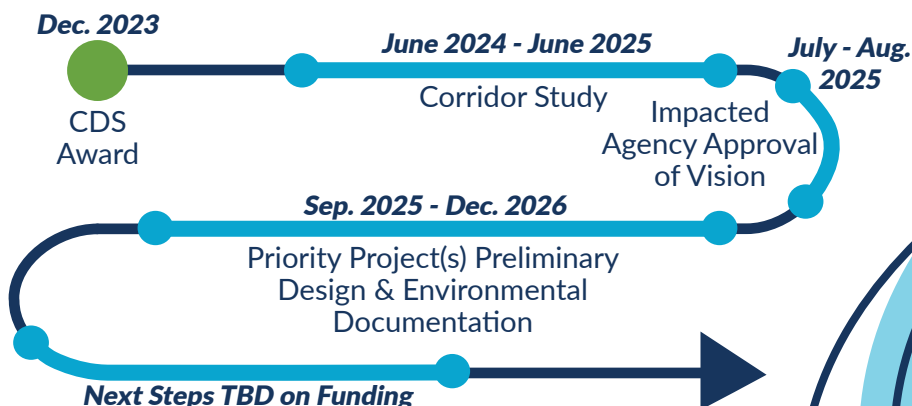 Dec. 2023
CDS
Award
June 2024 - June 2025
Corridor Study
July - Aug.
2025
Impacted
Agency Approval
of Vision
Sep. 2025 - Dec. 2026
Priority Project(s) Preliminary
Design & Environmental
Documentation
Next Steps TBD on Funding